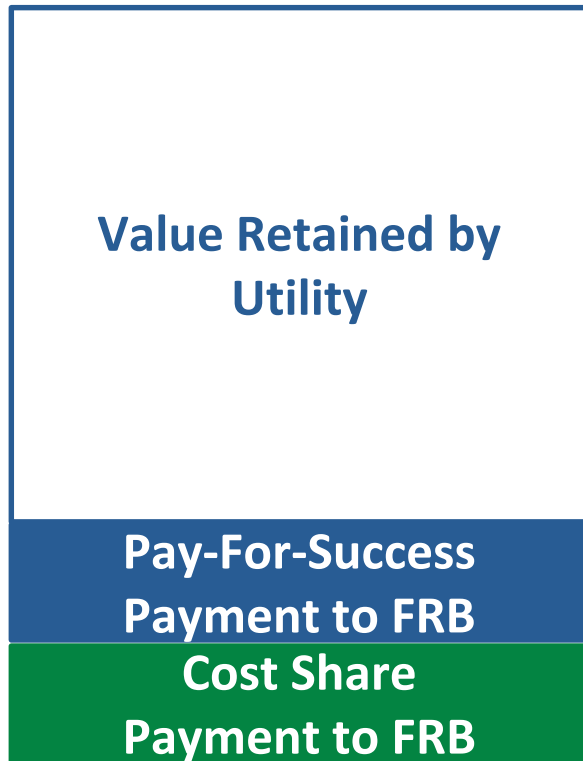 Value Retained by
Utility
Pay-For-Success
Payment to FRB
Cost Share
Payment to FRB